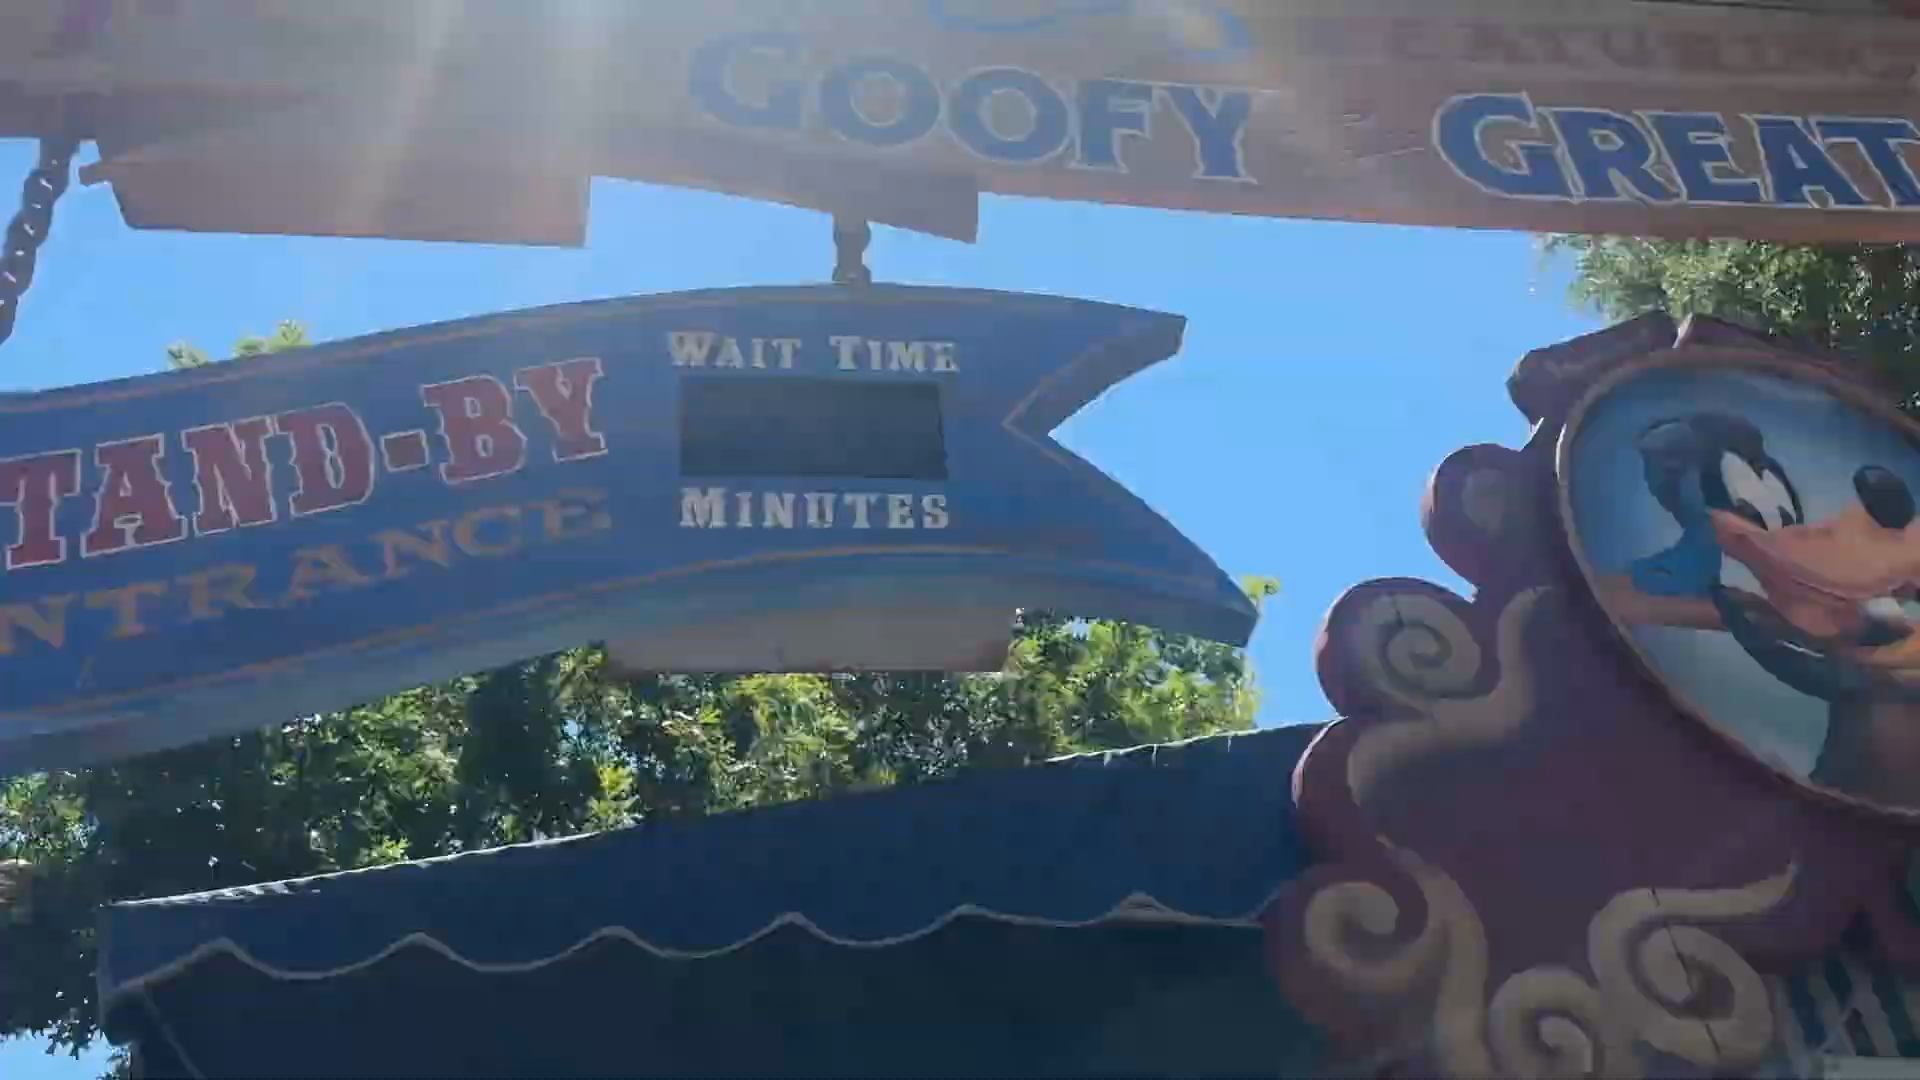 GOOFY GREAT
TAND-BY
NTRANCE
WAIT TIME
MINUTES